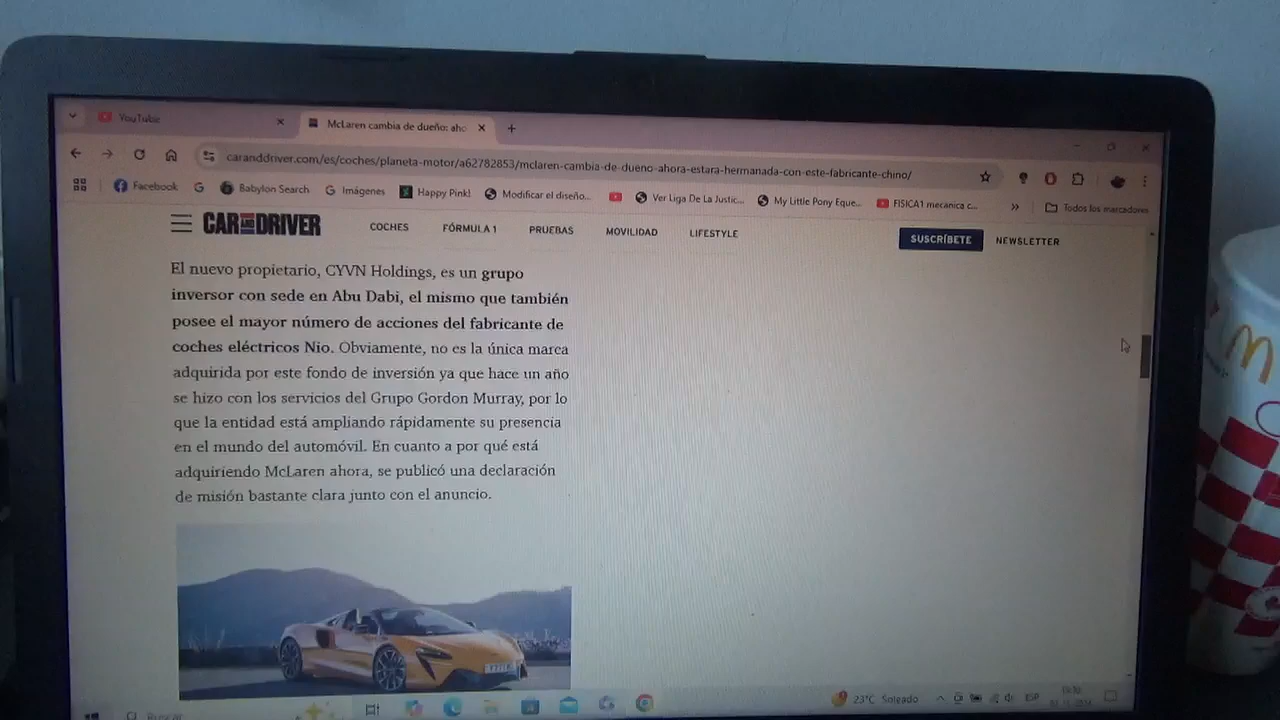 YouTube
McLaren cambia de dueño: aho
caranddriver.com/es/coches/planeta-motor/a62782853/mclaren-cambia-de-dueno-ahora-estara-hermanada-con-este-fabricante-chino/
Facebook
Babylon Search
Imágenes
Happy Pink!
Modificar el diseño...
Ver Liga De La Justic...
My Little Pony Eque...
FISICA1 mecanica c...
Todos los marcadores
CAR AND DRIVER
COCHES
FÓRMULA 1
PRUEBAS
MOVILIDAD
LIFESTYLE
SUSCRÍBETE
NEWSLETTER
El nuevo propietario, CYVN Holdings, es un grupo
inversor con sede en Abu Dabi, el mismo que también
posee el mayor número de acciones del fabricante de
coches eléctricos Nio. Obviamente, no es la única marca
adquirida por este fondo de inversión ya que hace un año
se hizo con los servicios del Grupo Gordon Murray, por lo
que la entidad está ampliando rápidamente su presencia
en el mundo del automóvil. En cuanto a por qué está
adquiriendo McLaren ahora, se publicó una declaración
de misión bastante clara junto con el anuncio.
Buscar
23°C Soleado
ESP